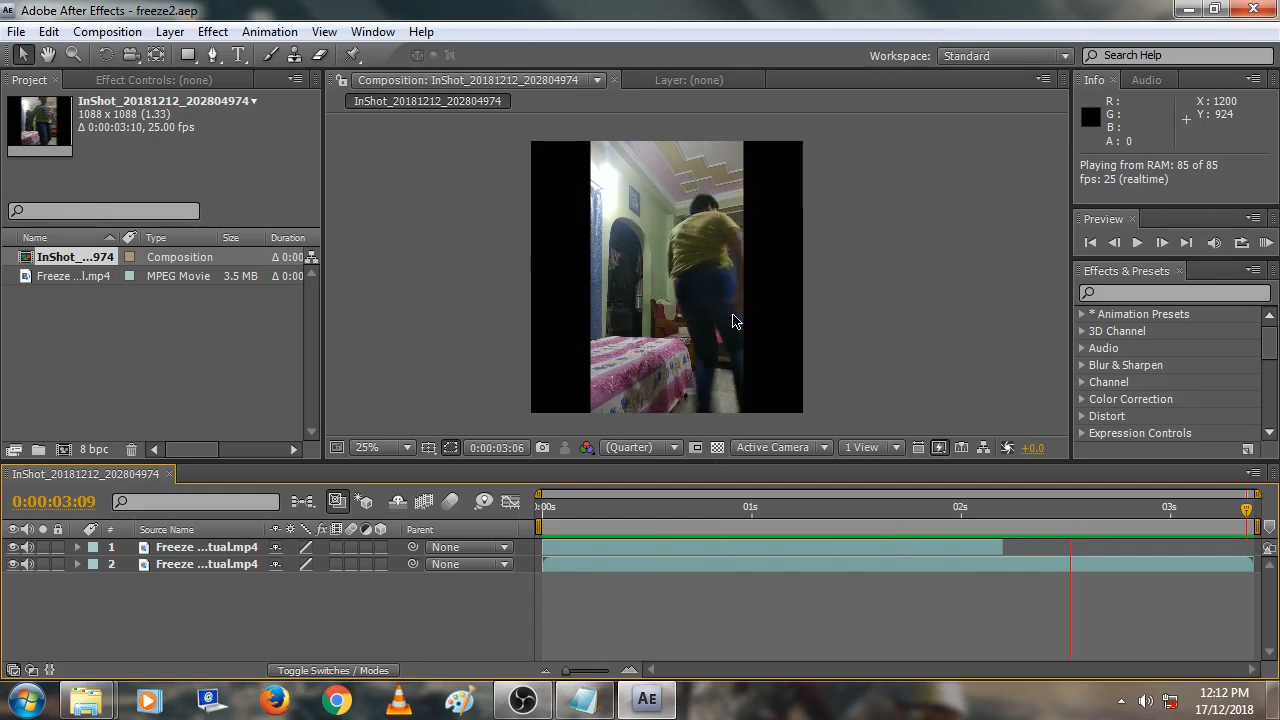 Adobe After Effects - freeze2.aep
File Edit Composition Layer Effect Animation View Window Help
Workspace: Standard Search Help
Project Effect Controls: (none)
Composition: InShot_20181212_202804974 Layer: (none)
Info Audio
InShot_20181212_202804974
1088 x 1088 (1.33)
Δ 0:00:03:10, 25.00 fps
InShot_20181212_202804974
R :
G :
B :
A : 0
X : 1200
Y : 924
Playing from RAM: 85 of 85
fps: 25 (realtime)
Preview
Effects & Presets
Name Type Size Duration
InShot_...974 Composition Δ 0:00
Freeze ...l.mp4 MPEG Movie 3.5 MB Δ 0:00
* Animation Presets
3D Channel
Audio
Blur & Sharpen
Channel
Color Correction
Distort
Expression Controls
8 bpc
25% 0:00:03:06 (Quarter) Active Camera 1 View +0.0
InShot_20181212_202804974
0:00:03:09
:00s 01s 02s 03s
# Source Name fx Parent
1 Freeze ...tual.mp4 None
2 Freeze ...tual.mp4 None
Toggle Switches / Modes
AE
12:12 PM
17/12/2018